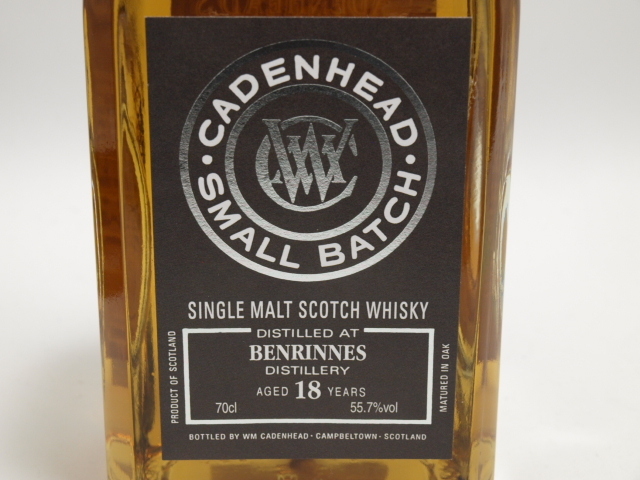 · CADENHEAD ·
SMALL BATCH
WC
SINGLE MALT SCOTCH WHISKY
DISTILLED AT
BENRINNES
DISTILLERY
AGED 18 YEARS
70cl 55.7%vol
PRODUCT OF SCOTLAND
MATURED IN OAK
BOTTLED BY WM CADENHEAD · CAMPBELTOWN · SCOTLAND